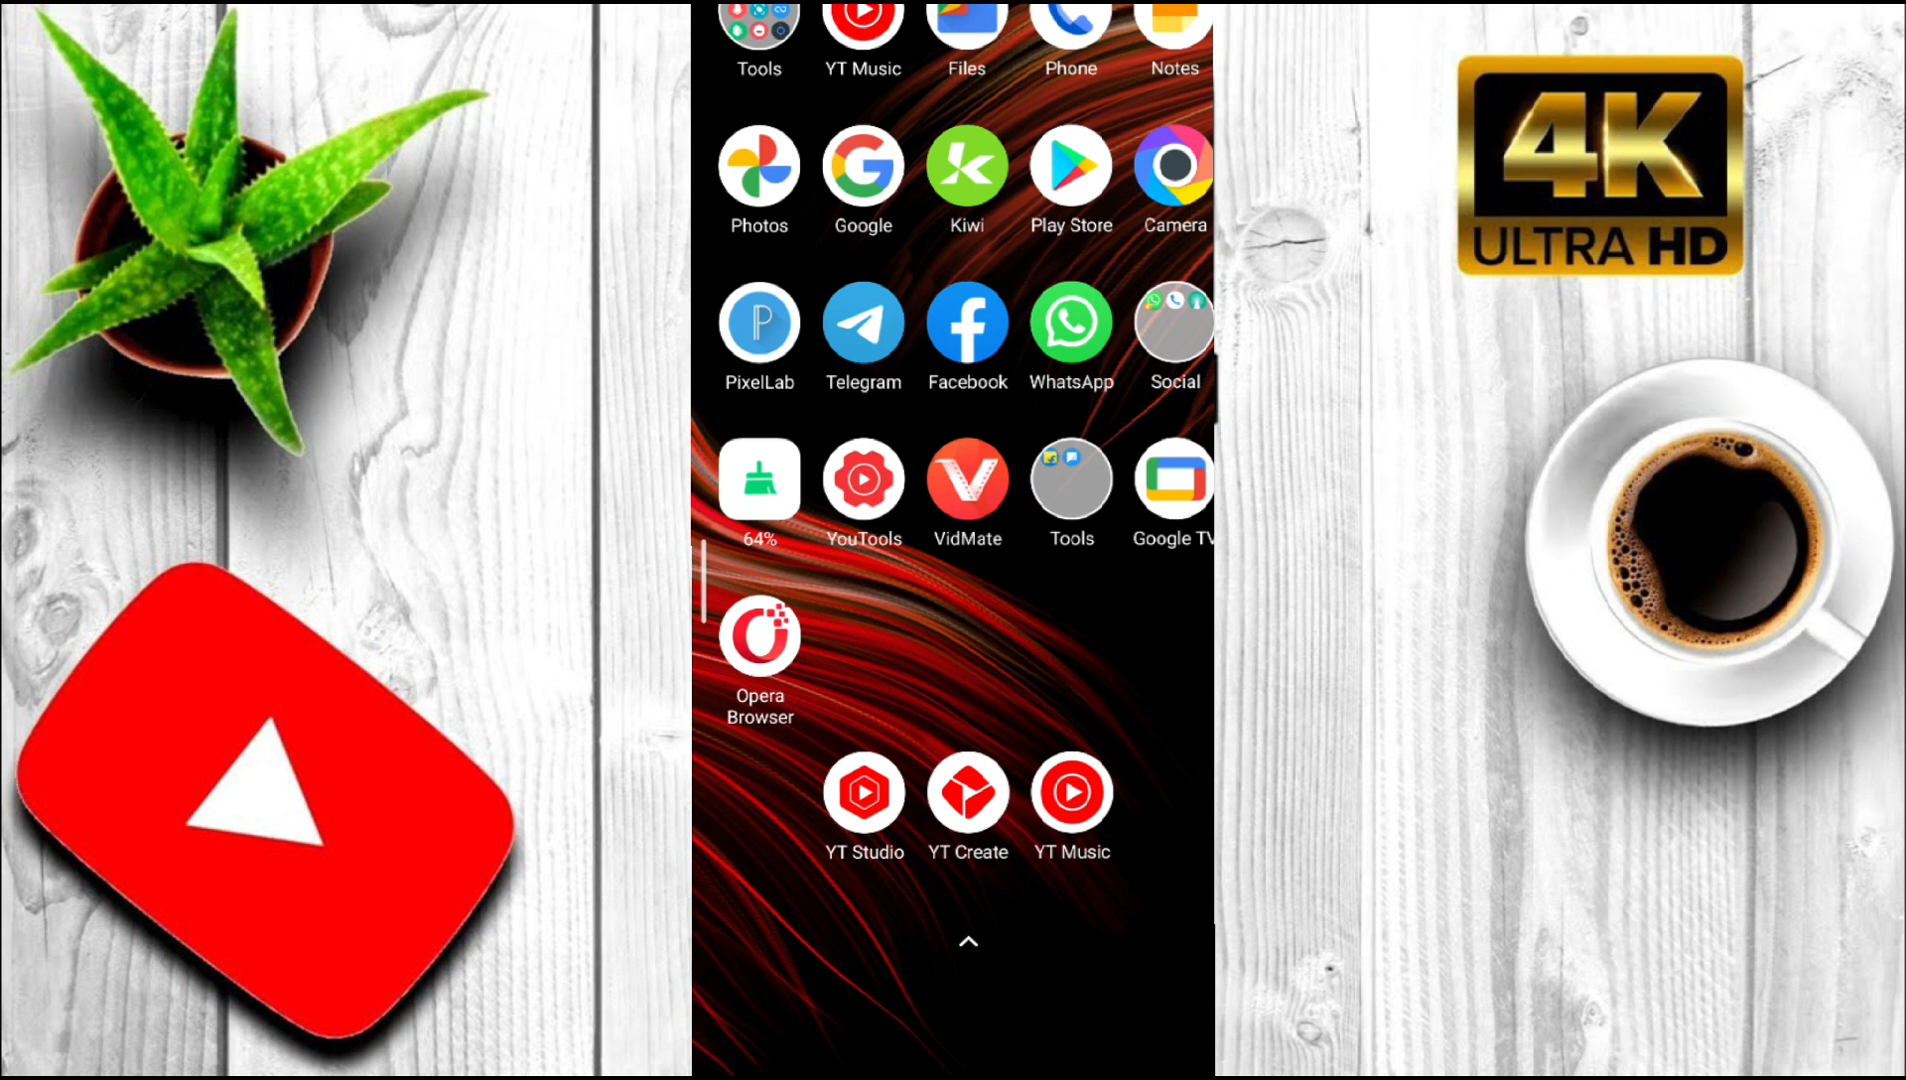 Tools YT Music Files Phone Notes
4K
ULTRA HD
Photos Google Kiwi Play Store Camera
PixelLab Telegram Facebook WhatsApp Social
64% YouTools VidMate Tools Google TV
Opera
Browser
YT Studio YT Create YT Music